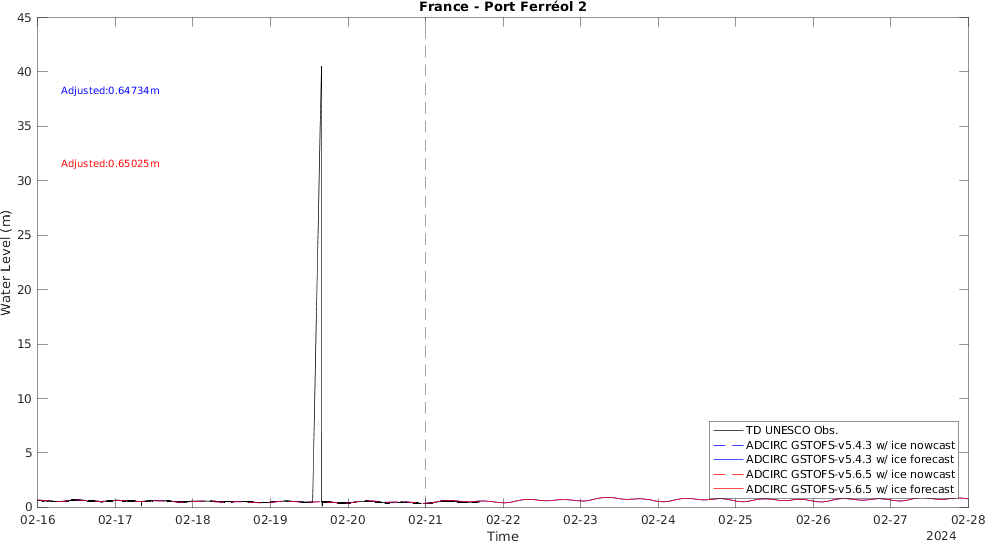 France - Port Ferréol 2
45
40
35
30
25
20
15
10
5
0
Water Level (m)
Adjusted:0.64734m
Adjusted:0.65025m
TD UNESCO Obs.
ADCIRC GSTOFS-v5.4.3 w/ ice nowcast
ADCIRC GSTOFS-v5.4.3 w/ ice forecast
ADCIRC GSTOFS-v5.6.5 w/ ice nowcast
ADCIRC GSTOFS-v5.6.5 w/ ice forecast
02-16 02-17 02-18 02-19 02-20 02-21 02-22 02-23 02-24 02-25 02-26 02-27 02-28
Time
2024